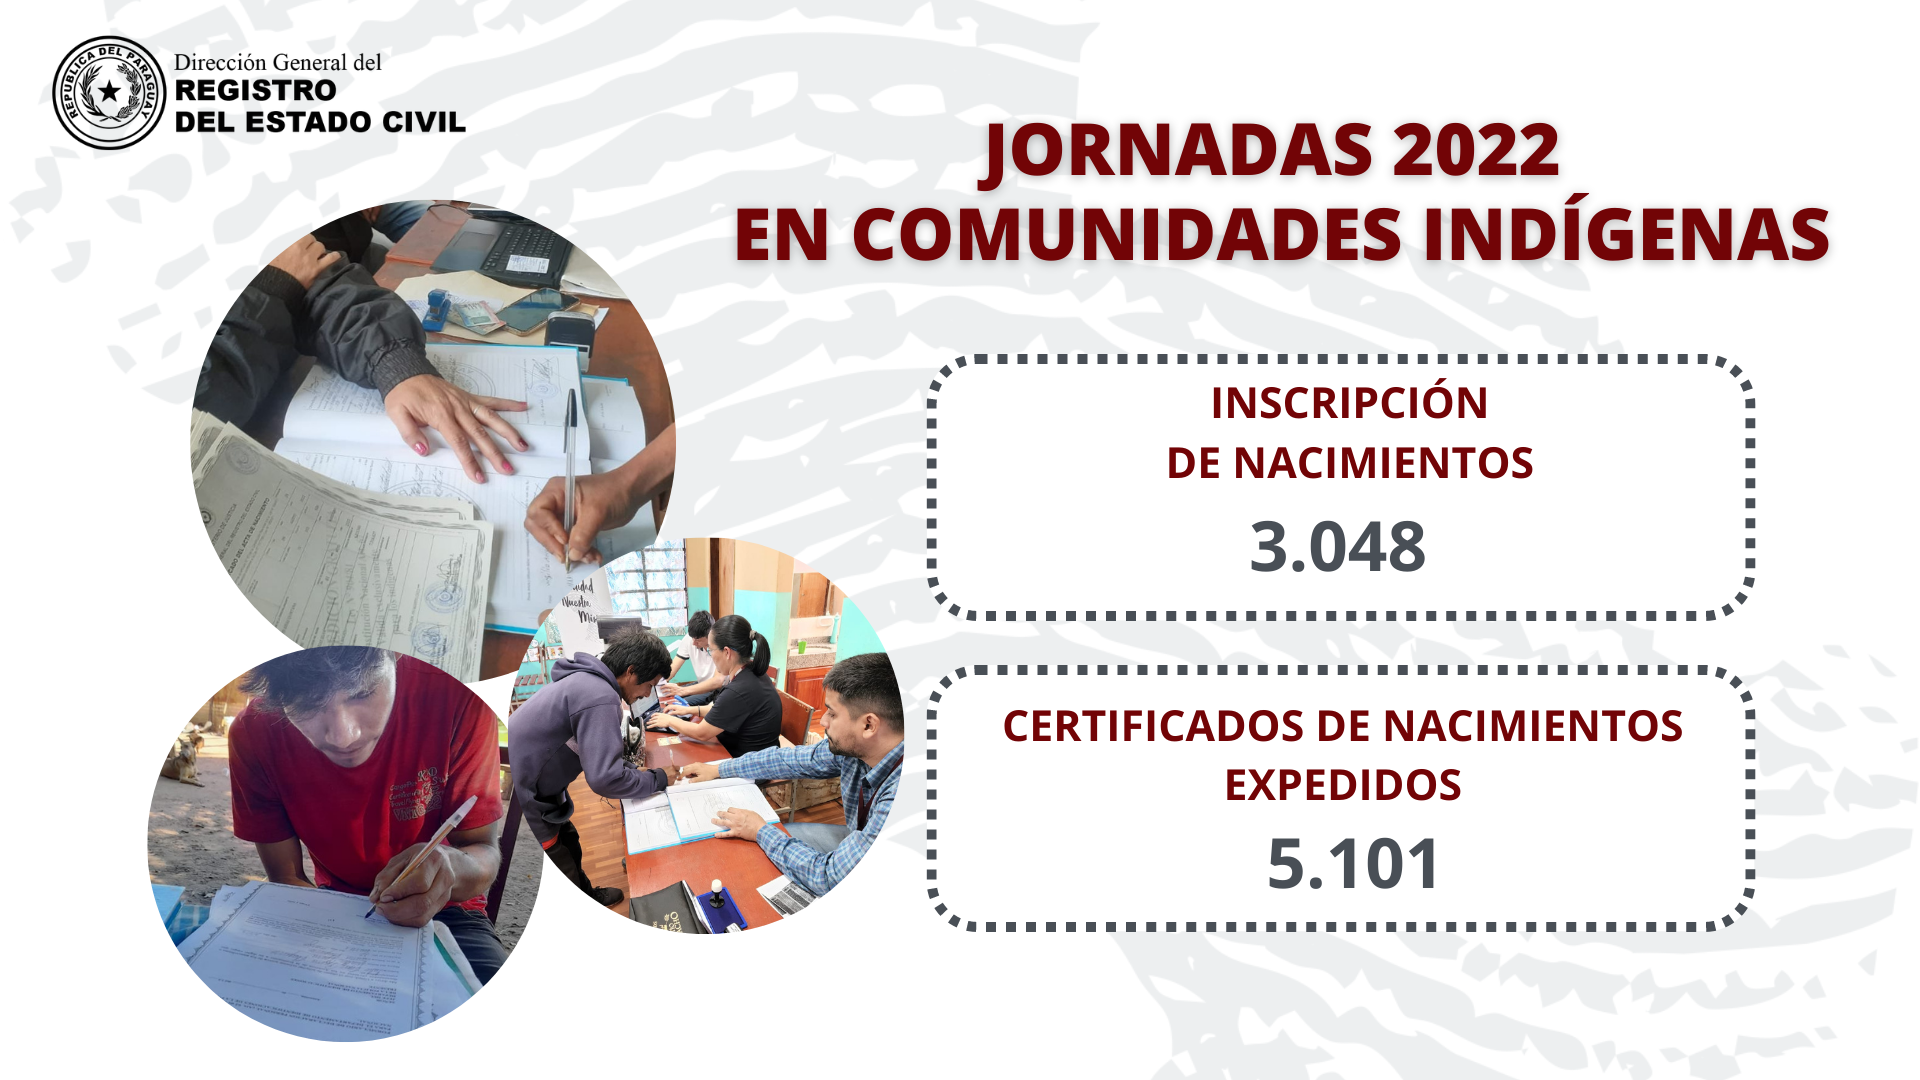 REPUBLICA DEL PARAGUAY
Dirección General del
REGISTRO
DEL ESTADO CIVIL
JORNADAS 2022
EN COMUNIDADES INDÍGENAS
INSCRIPCIÓN
DE NACIMIENTOS
3.048
CERTIFICADOS DE NACIMIENTOS
EXPEDIDOS
5.101